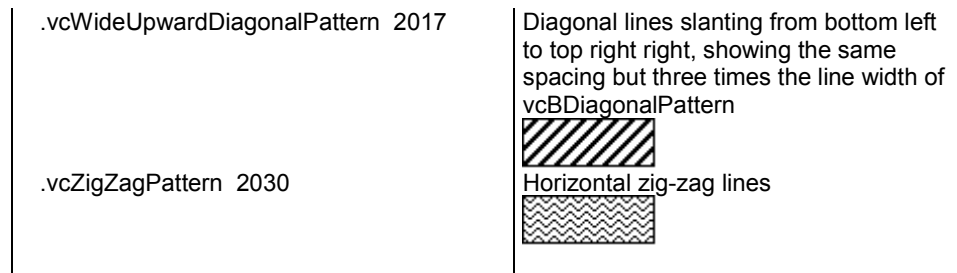 .vcWideUpwardDiagonalPattern 2017
Diagonal lines slanting from bottom left
to top right right, showing the same
spacing but three times the line width of
vcBDiagonalPattern
.vcZigZagPattern 2030
Horizontal zig-zag lines